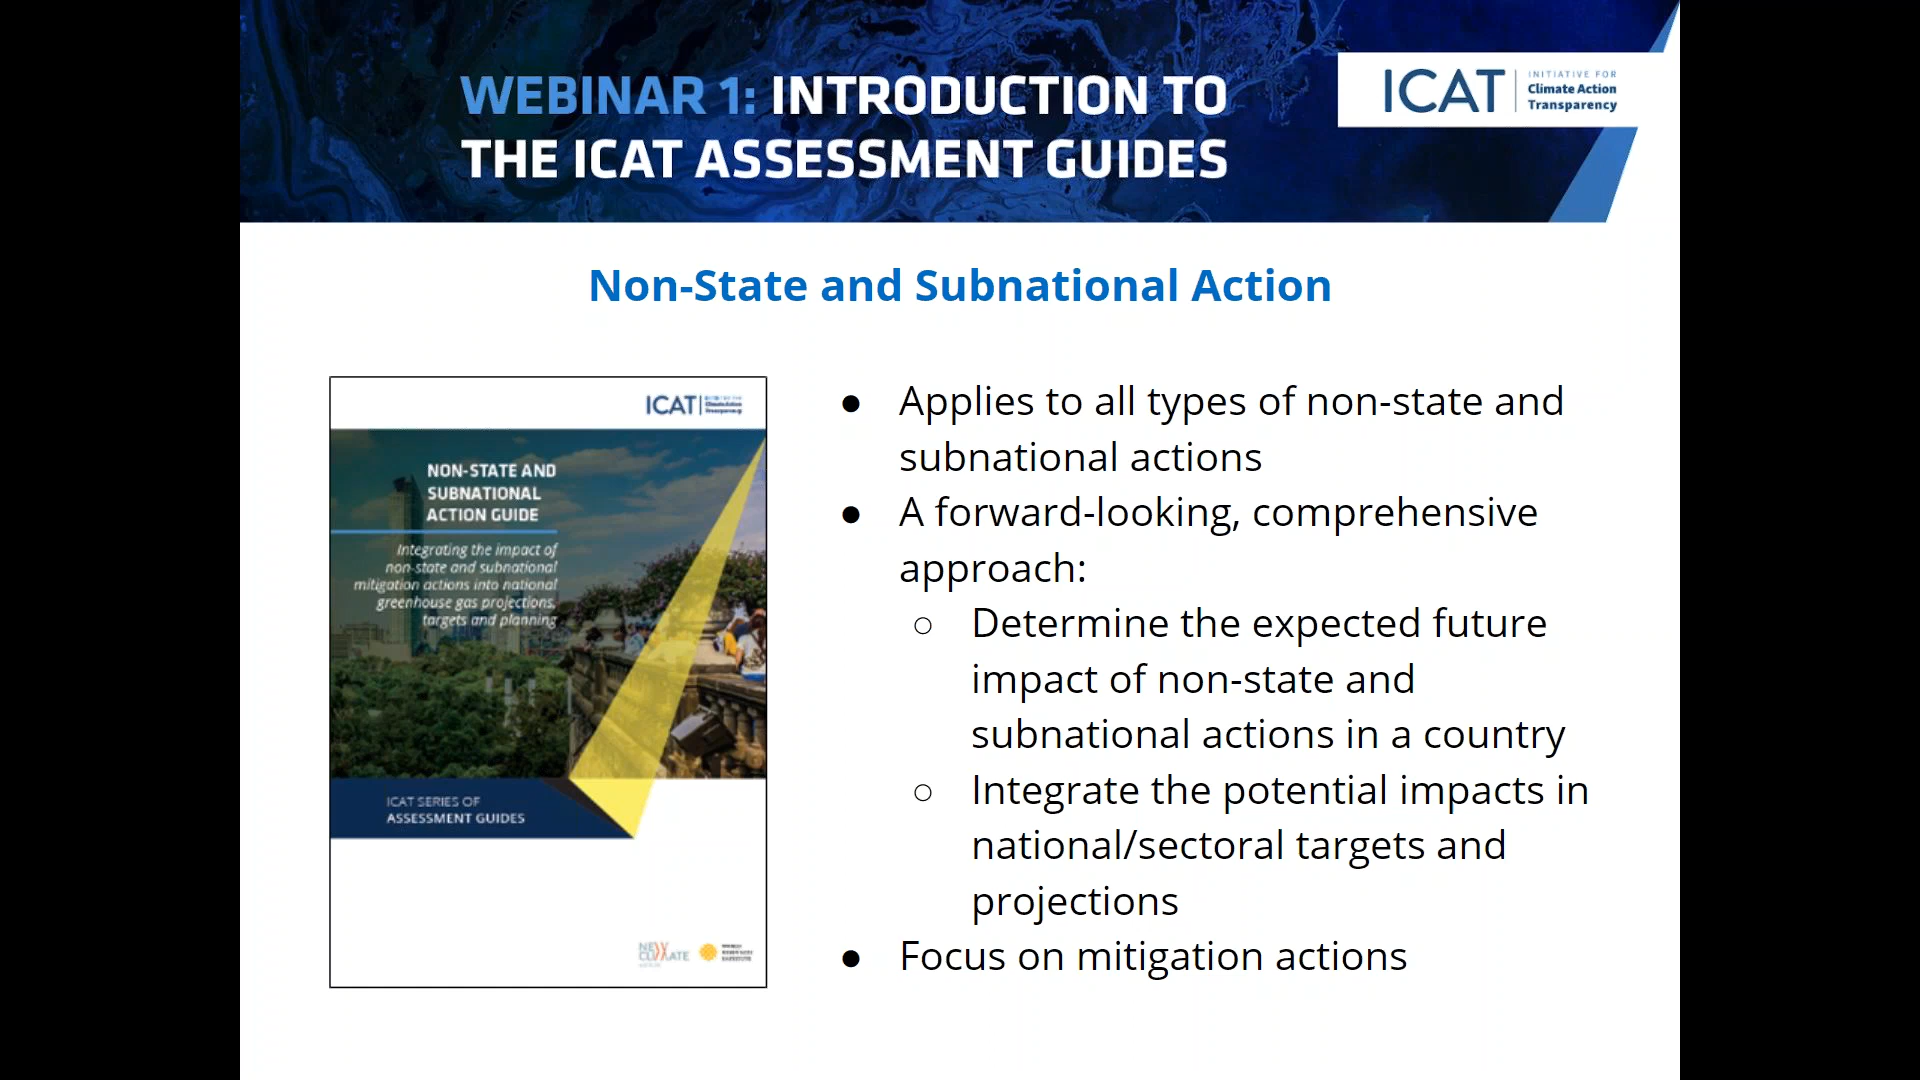 WEBINAR 1: INTRODUCTION TO
THE ICAT ASSESSMENT GUIDES
ICAT
INITIATIVE FOR
Climate Action
Transparency
Non-State and Subnational Action
ICAT
Climate Action
Transparency
NON-STATE AND
SUBNATIONAL
ACTION GUIDE
Integrating the impact of
non-state and subnational
mitigation actions into national
greenhouse gas projections,
targets and planning
ICAT SERIES OF
ASSESSMENT GUIDES
NEW
CLIMATE
● Applies to all types of non-state and
subnational actions
● A forward-looking, comprehensive
approach:
○ Determine the expected future
impact of non-state and
subnational actions in a country
○ Integrate the potential impacts in
national/sectoral targets and
projections
● Focus on mitigation actions